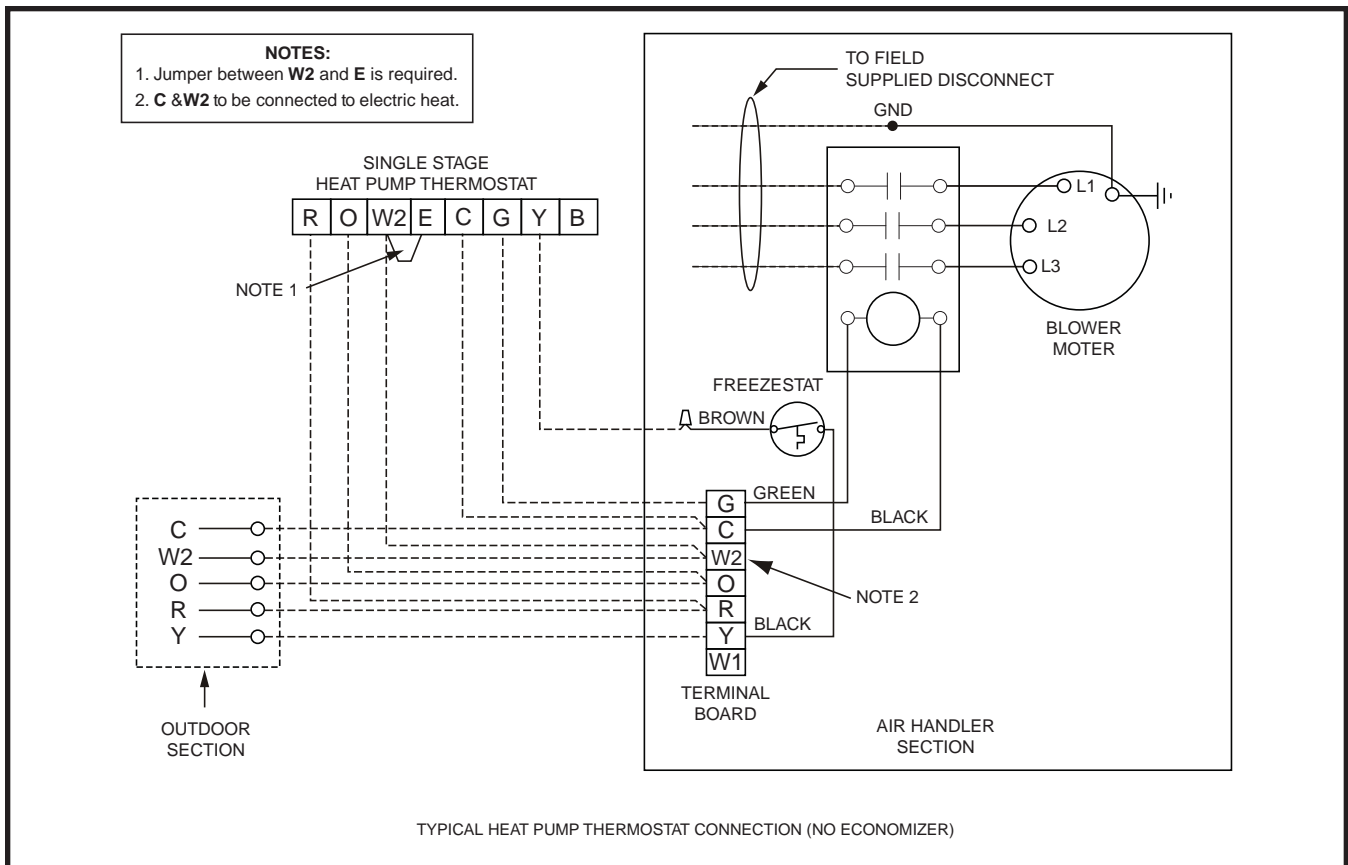 NOTES:
1. Jumper between W2 and E is required.
2. C &W2 to be connected to electric heat.
TO FIELD
SUPPLIED DISCONNECT
GND
SINGLE STAGE
HEAT PUMP THERMOSTAT
R O W2 E C G Y B
NOTE 1
L1
L2
L3
BLOWER
MOTER
FREEZESTAT
BROWN
G
C
W2
O
R
Y
W1
GREEN
BLACK
NOTE 2
BLACK
TERMINAL
BOARD
C
W2
O
R
Y
OUTDOOR
SECTION
AIR HANDLER
SECTION
TYPICAL HEAT PUMP THERMOSTAT CONNECTION (NO ECONOMIZER)